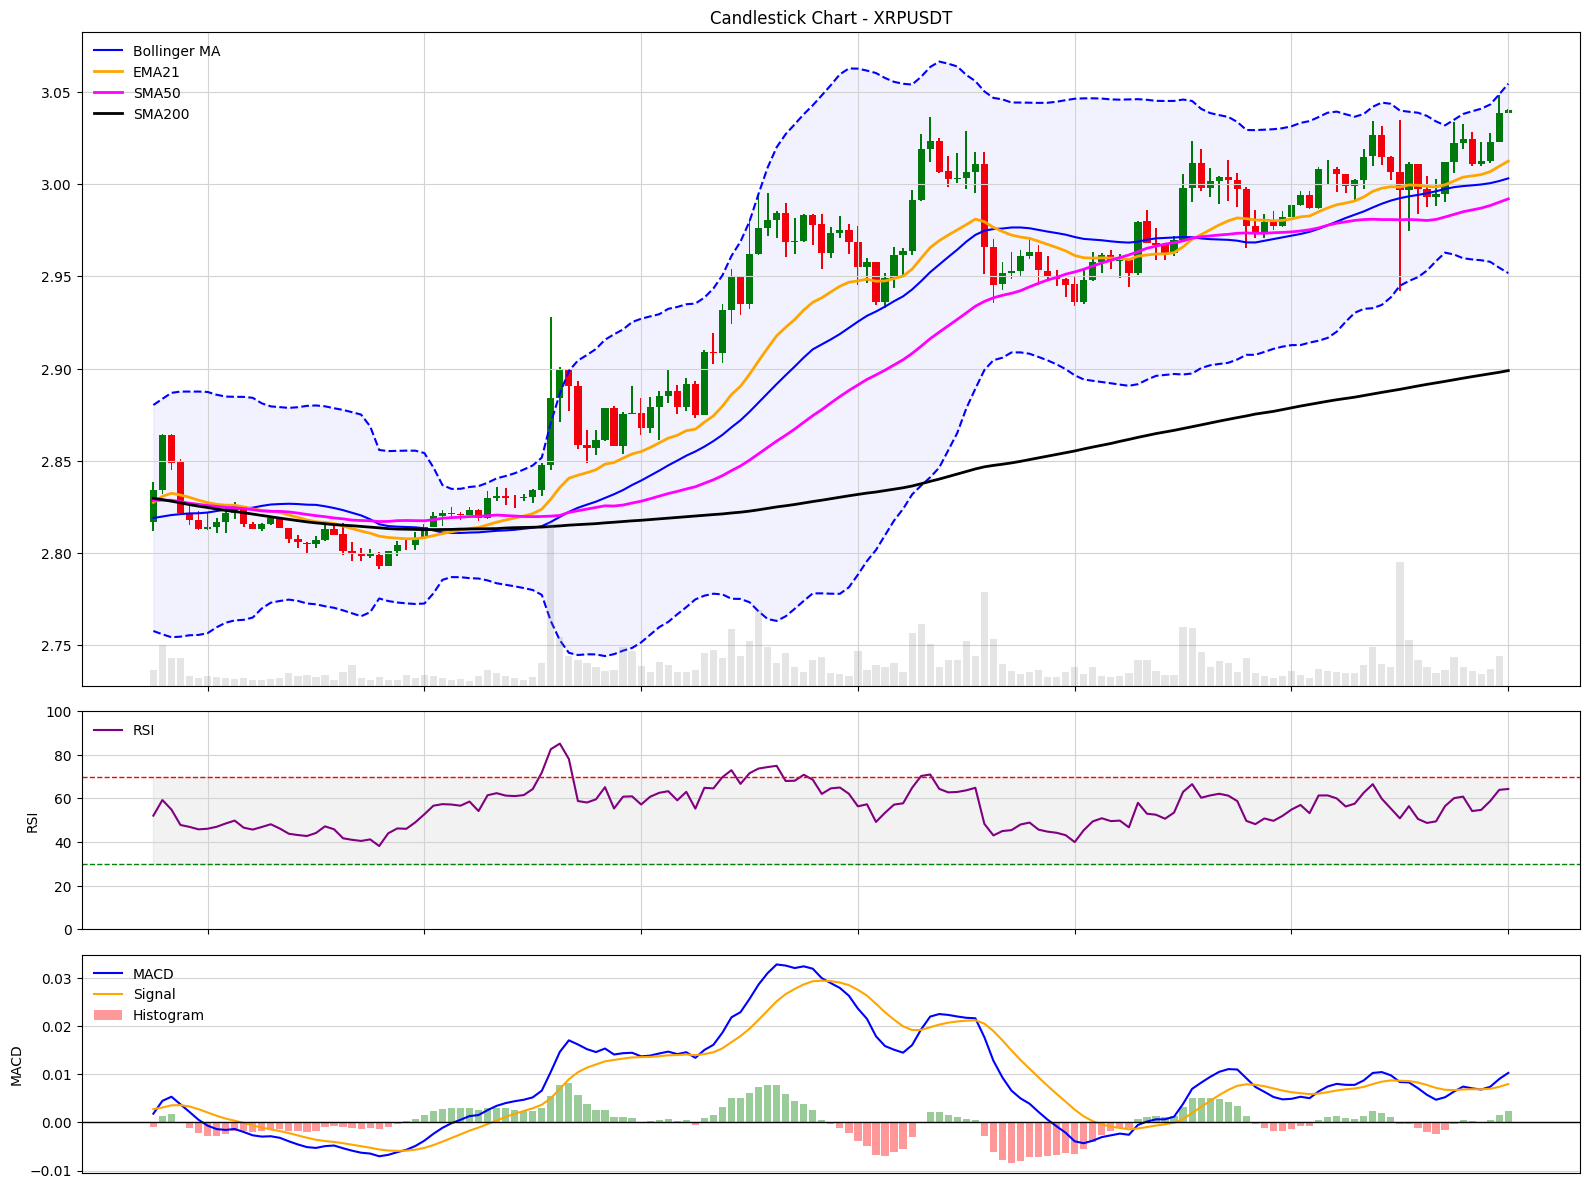 Candlestick Chart - XRPUSDT
Bollinger MA
EMA21
SMA50
SMA200
3.05
3.00
2.95
2.90
2.85
2.80
2.75
RSI
RSI
100
80
60
40
20
0
MACD
Signal
Histogram
MACD
0.03
0.02
0.01
0.00
−0.01